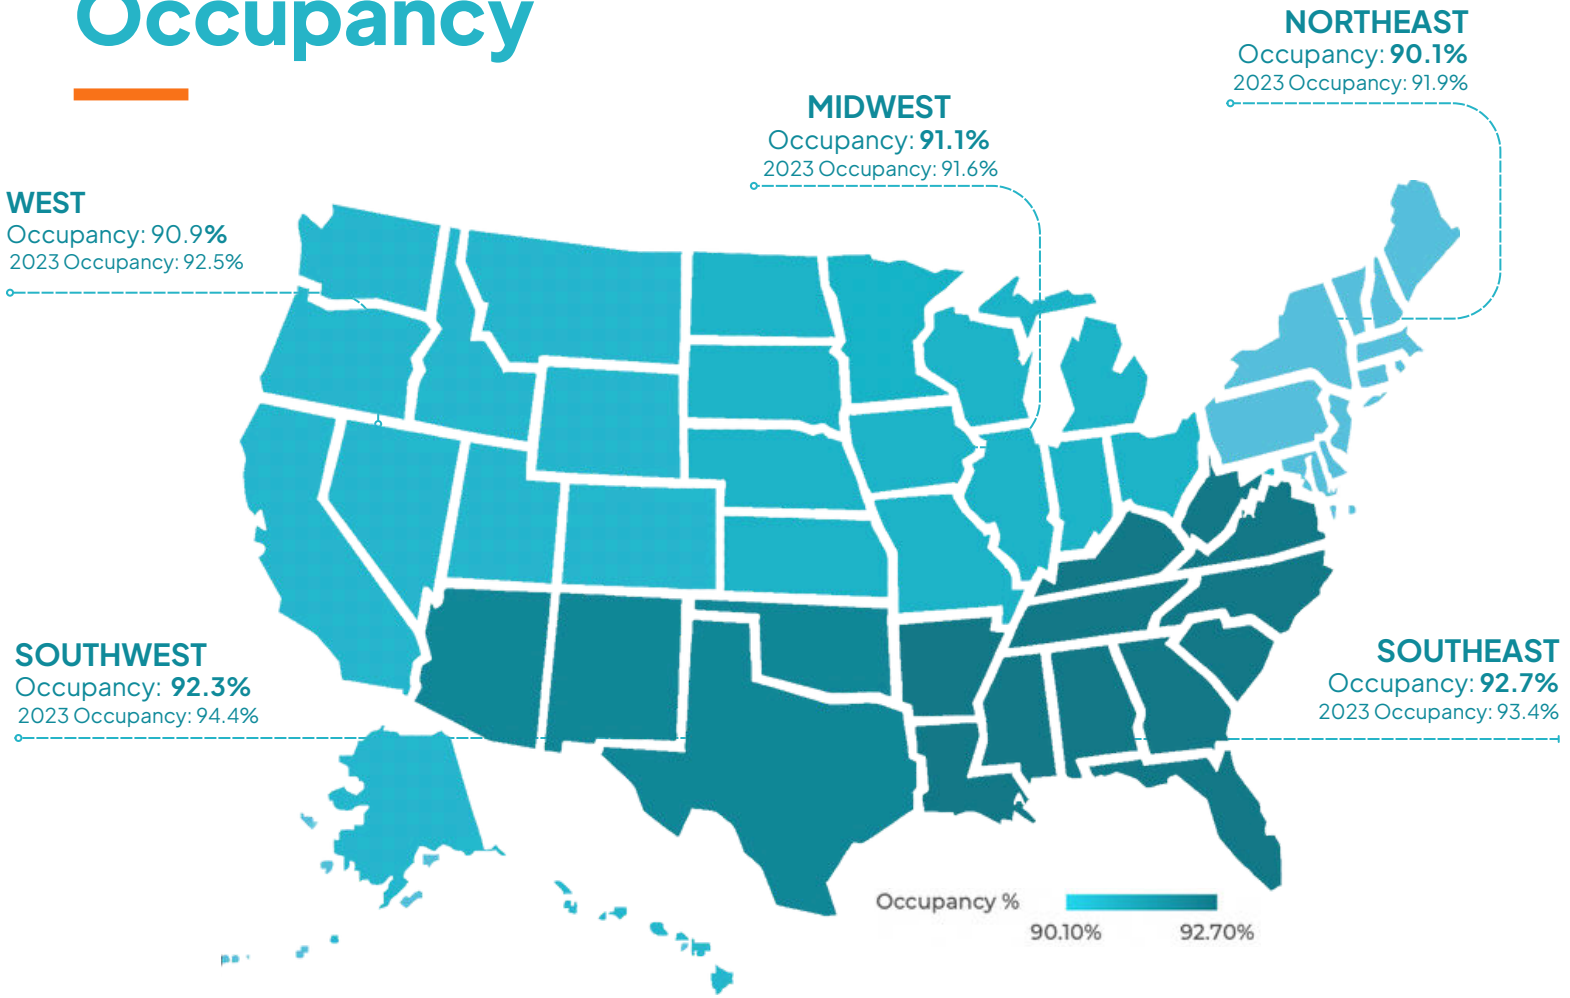 Occupancy
NORTHEAST
Occupancy: 90.1%
2023 Occupancy: 91.9%
MIDWEST
Occupancy: 91.1%
2023 Occupancy: 91.6%
WEST
Occupancy: 90.9%
2023 Occupancy: 92.5%
SOUTHWEST
Occupancy: 92.3%
2023 Occupancy: 94.4%
SOUTHEAST
Occupancy: 92.7%
2023 Occupancy: 93.4%
Occupancy %
90.10% 92.70%